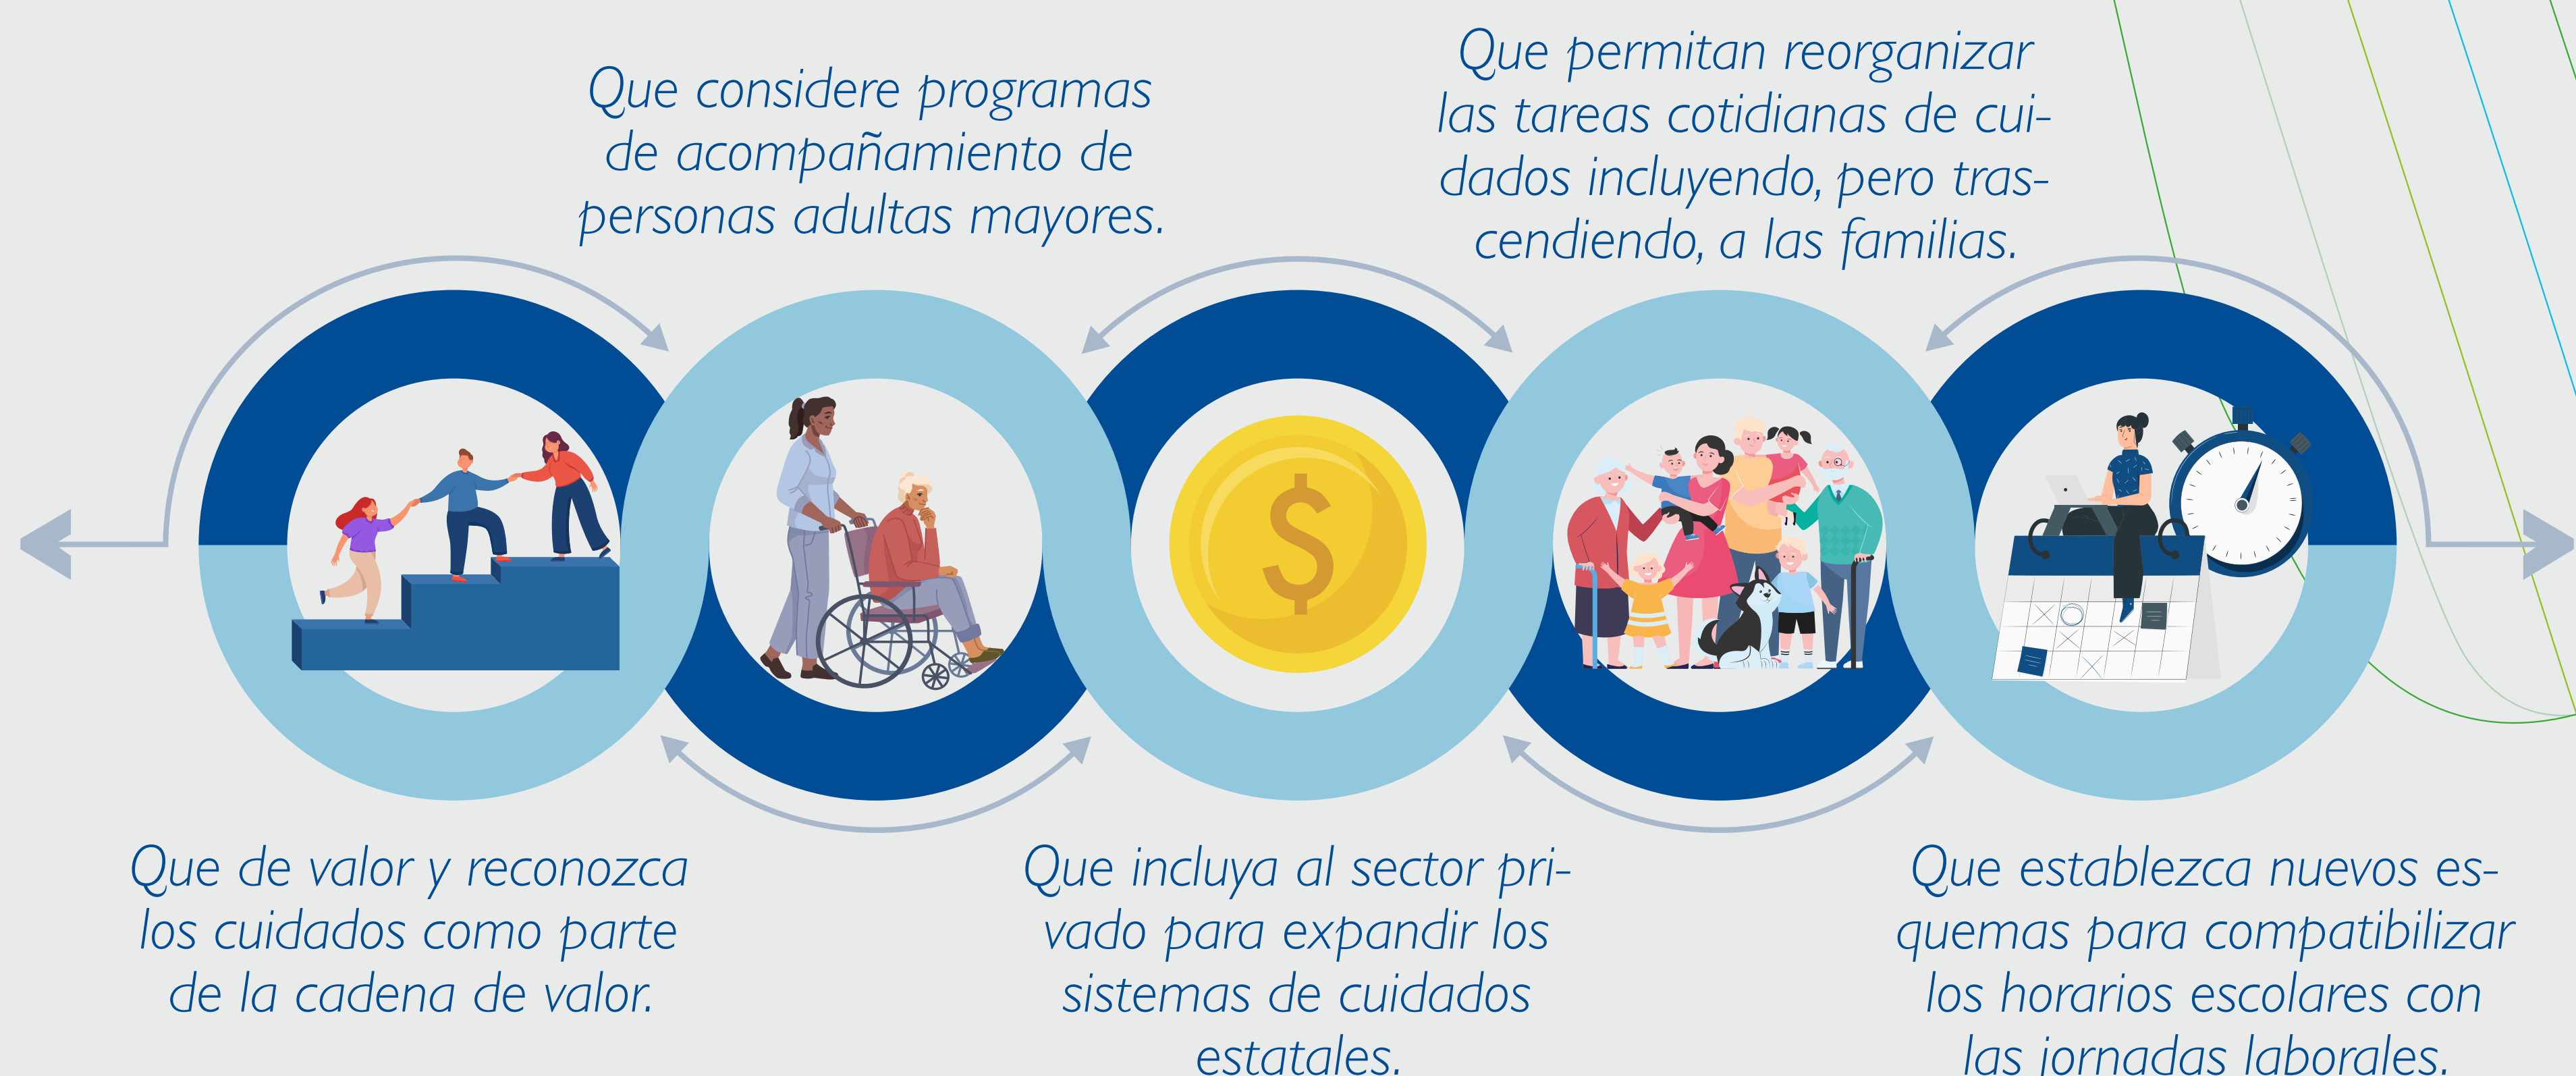 Que de valor y reconozca
los cuidados como parte
de la cadena de valor.
Que considere programas
de acompañamiento de
personas adultas mayores.
Que incluya al sector pri-
vado para expandir los
sistemas de cuidados
estatales.
Que permitan reorganizar
las tareas cotidianas de cui-
dados incluyendo, pero tras-
cendiendo, a las familias.
Que establezca nuevos es-
quemas para compatibilizar
los horarios escolares con
las jornadas laborales.
$